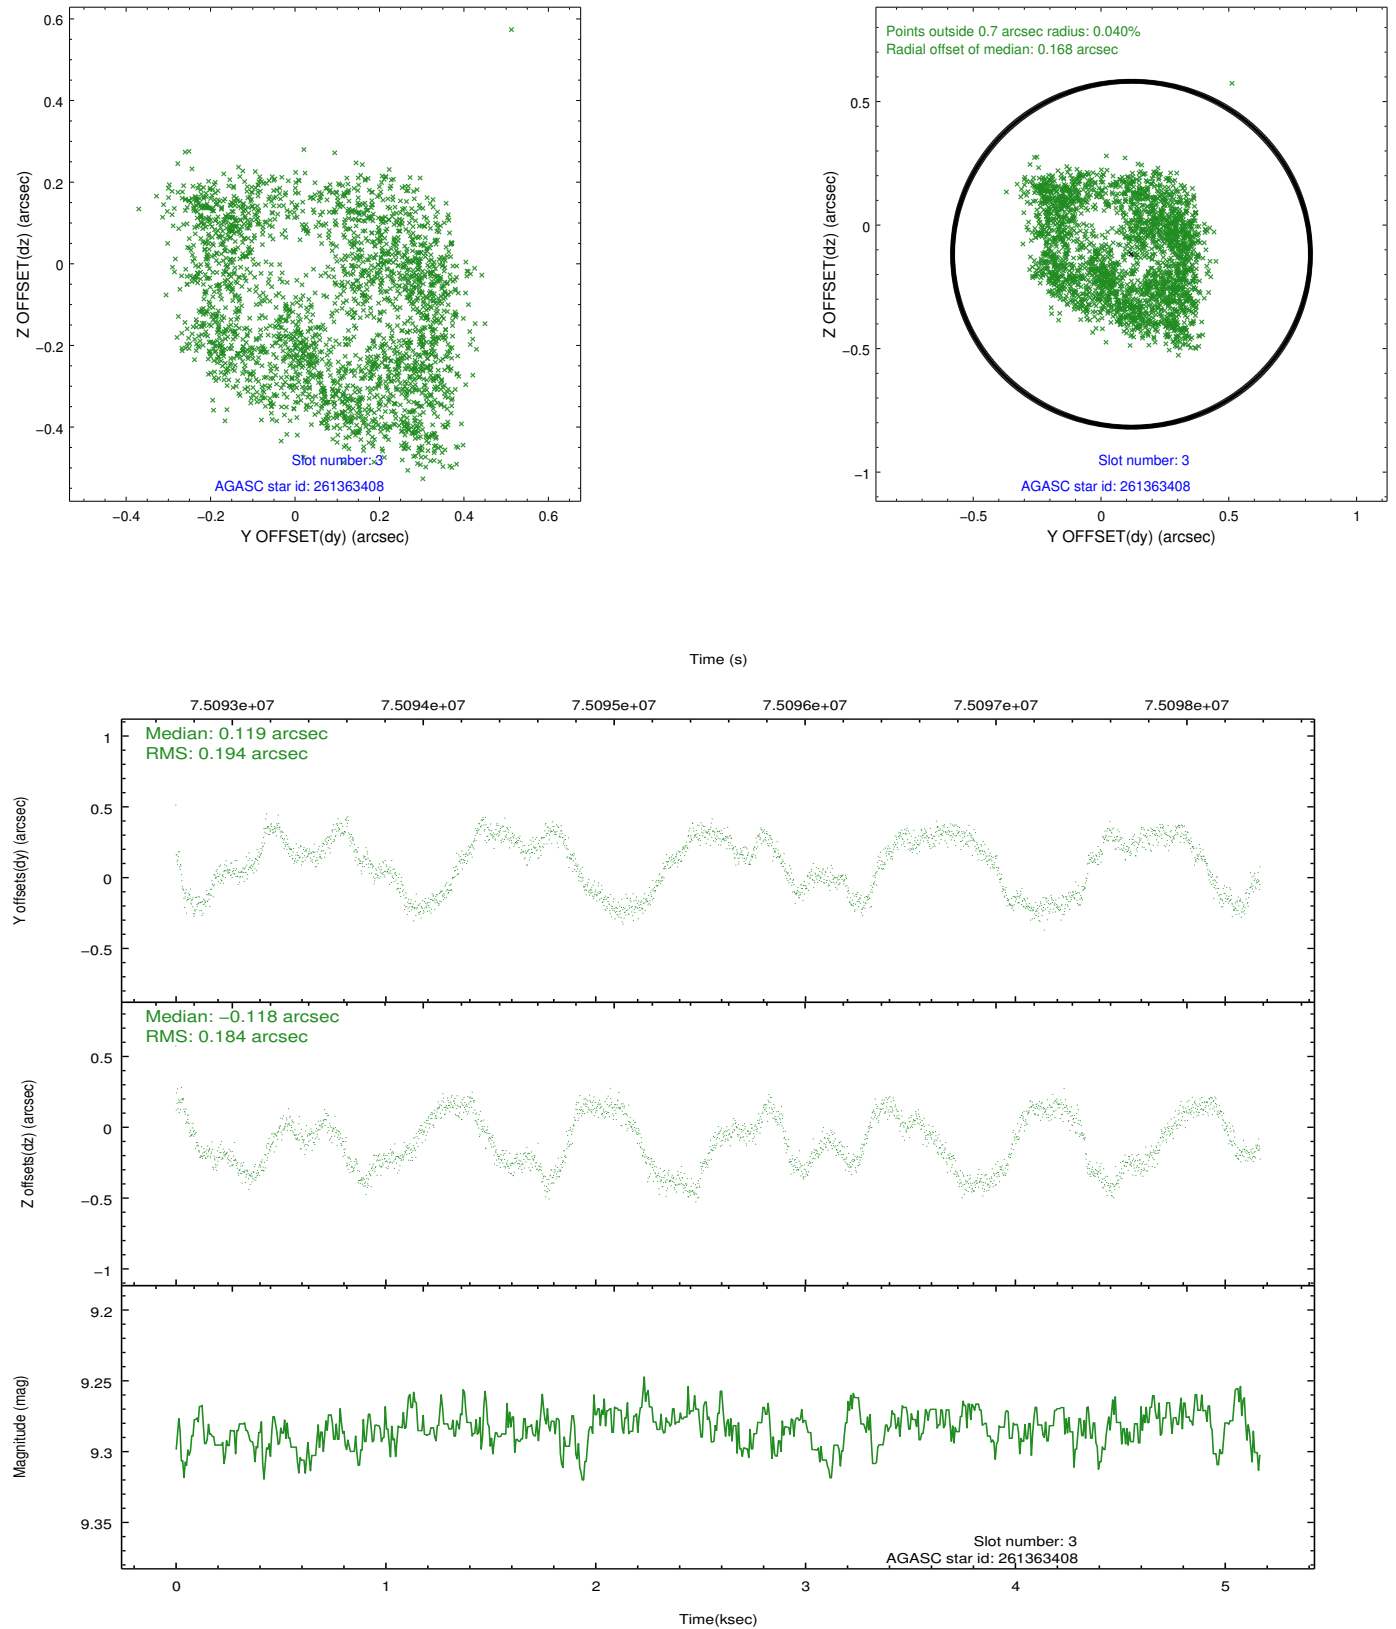 0.6
0.4
0.2
0
−0.2
−0.4
Z OFFSET(dz) (arcsec)
Slot number: 3
AGASC star id: 261363408
−0.4
−0.2
0
0.2
0.4
0.6
Y OFFSET(dy) (arcsec)
Points outside 0.7 arcsec radius: 0.040%
Radial offset of median: 0.168 arcsec
0.5
0
−0.5
−1
Z OFFSET(dz) (arcsec)
Slot number: 3
AGASC star id: 261363408
−0.5
0
0.5
1
Y OFFSET(dy) (arcsec)
Time (s)
7.5093e+07
7.5094e+07
7.5095e+07
7.5096e+07
7.5097e+07
7.5098e+07
Median: 0.119 arcsec
RMS: 0.194 arcsec
1
0.5
0
−0.5
Y offsets(dy) (arcsec)
Median: −0.118 arcsec
RMS: 0.184 arcsec
0.5
0
−0.5
−1
Z offsets(dz) (arcsec)
9.2
9.25
9.3
9.35
Magnitude (mag)
Slot number: 3
AGASC star id: 261363408
0
1
2
3
4
5
Time(ksec)